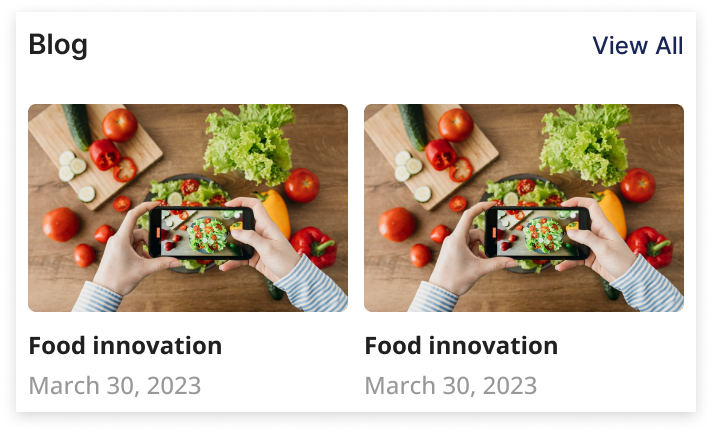 Blog
View All
Food innovation
March 30, 2023
Food innovation
March 30, 2023